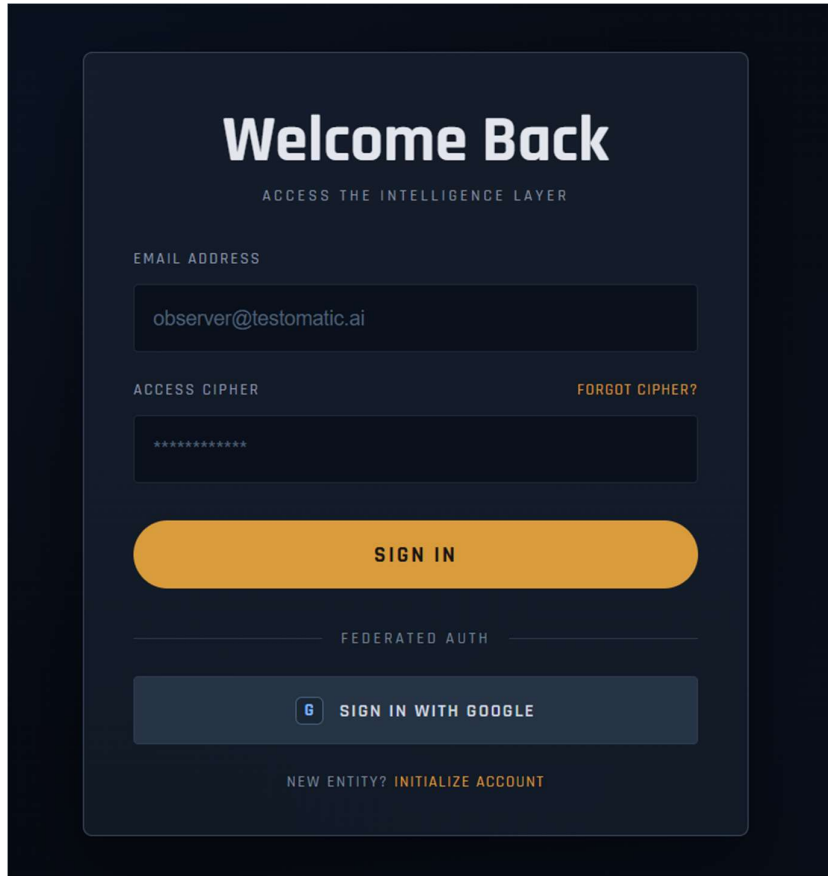 Welcome Back
ACCESS THE INTELLIGENCE LAYER
EMAIL ADDRESS
observer@testomatic.ai
ACCESS CIPHER FORGOT CIPHER?
************
SIGN IN
FEDERATED AUTH
G SIGN IN WITH GOOGLE
NEW ENTITY? INITIALIZE ACCOUNT